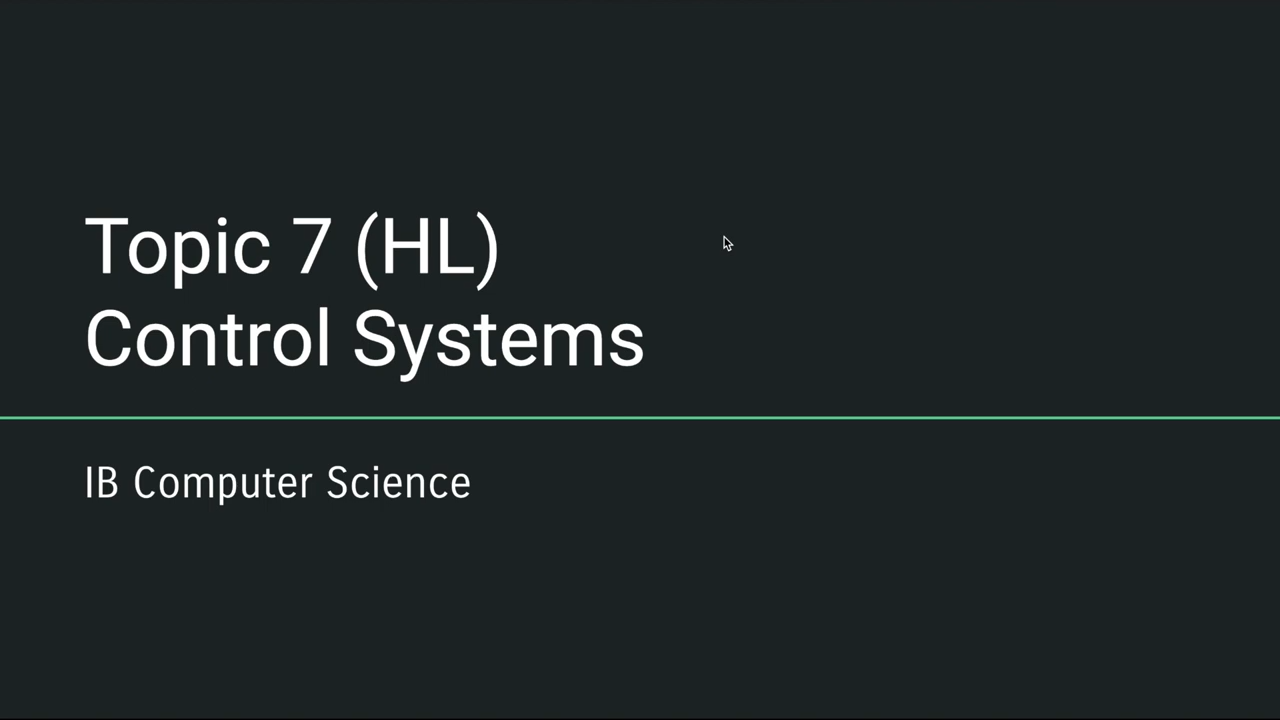 Topic 7 (HL)
Control Systems
IB Computer Science